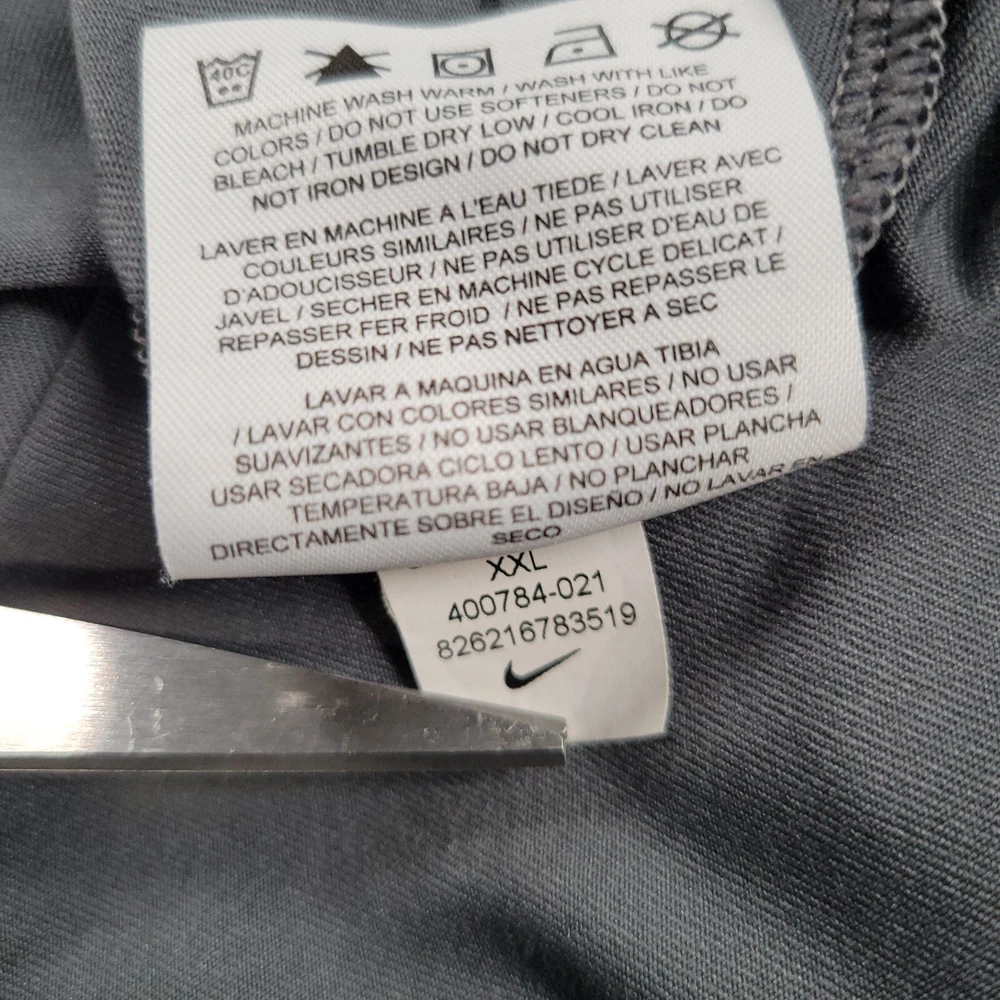 40C
MACHINE WASH WARM / WASH WITH LIKE
COLORS / DO NOT USE SOFTENERS / DO NOT
BLEACH / TUMBLE DRY LOW / COOL IRON / DO
NOT IRON DESIGN / DO NOT DRY CLEAN
LAVER EN MACHINE A L'EAU TIEDE / LAVER AVEC
COULEURS SIMILAIRES / NE PAS UTILISER
D'ADOUCISSEUR / NE PAS UTILISER D'EAU DE
JAVEL / SECHER EN MACHINE CYCLE DELICAT /
REPASSER FER FROID / NE PAS REPASSER LE
DESSIN / NE PAS NETTOYER A SEC
LAVAR A MAQUINA EN AGUA TIBIA
/ LAVAR CON COLORES SIMILARES / NO USAR
SUAVIZANTES / NO USAR BLANQUEADORES /
USAR SECADORA CICLO LENTO / USAR PLANCHA
TEMPERATURA BAJA / NO PLANCHAR
DIRECTAMENTE SOBRE EL DISEÑO / NO LAVAR EN
SECO
XXL
400784-021
826216783519